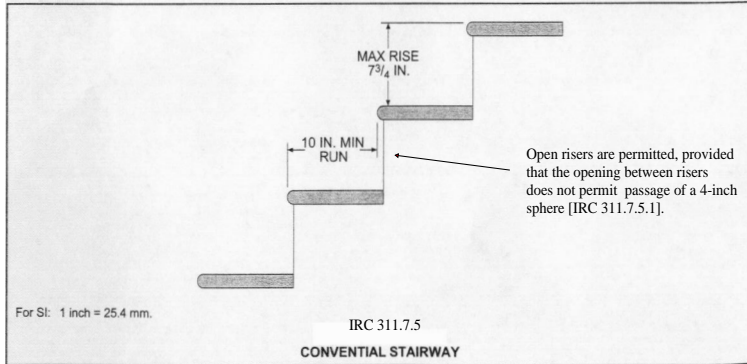 MAX RISE
7 3/4 IN.
10 IN. MIN
RUN
Open risers are permitted, provided
that the opening between risers
does not permit passage of a 4-inch
sphere [IRC 311.7.5.1].
For SI: 1 inch = 25.4 mm.
IRC 311.7.5
CONVENTIAL STAIRWAY